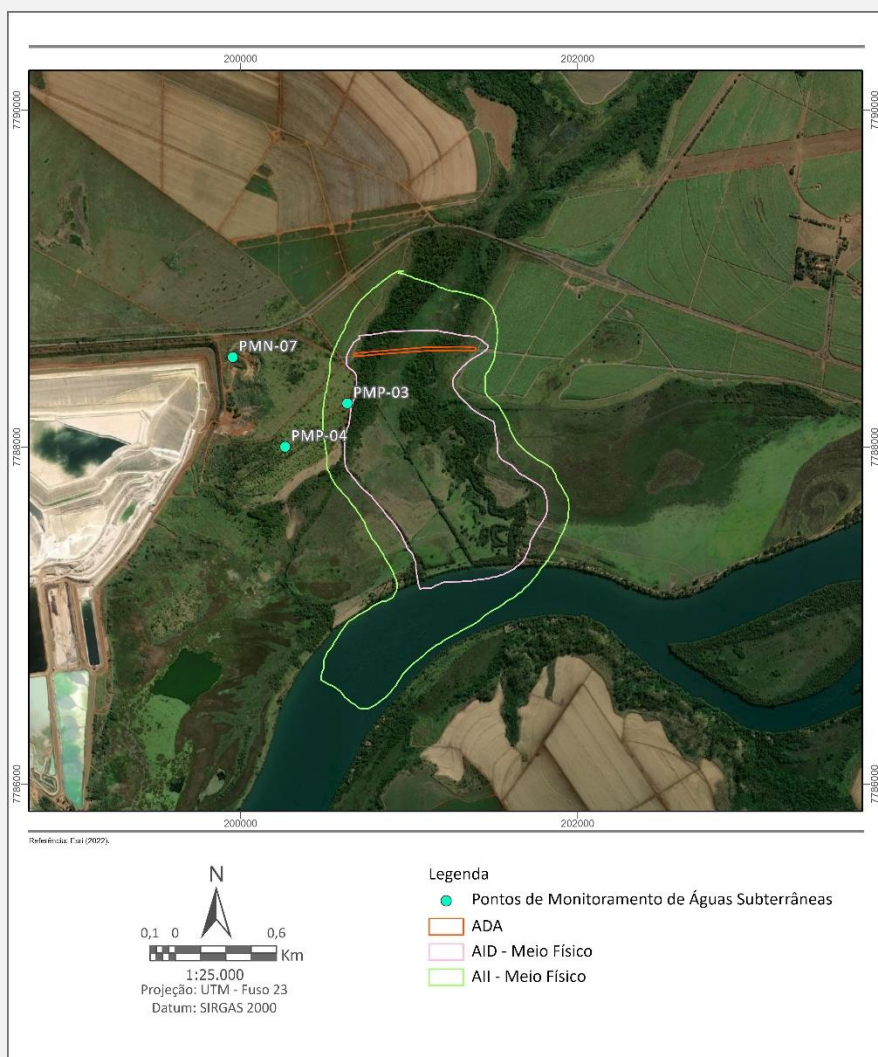 200000
202000
7790000
7790000
PMN-07
PMP-03
PMP-04
7788000
7788000
7786000
7786000
200000
202000
Referência: Esri (2022).
N
0,1 0 0,6
Km
1:25.000
Projeção: UTM - Fuso 23
Datum: SIRGAS 2000
Legenda
Pontos de Monitoramento de Águas Subterrâneas
ADA
AID - Meio Físico
AII - Meio Físico